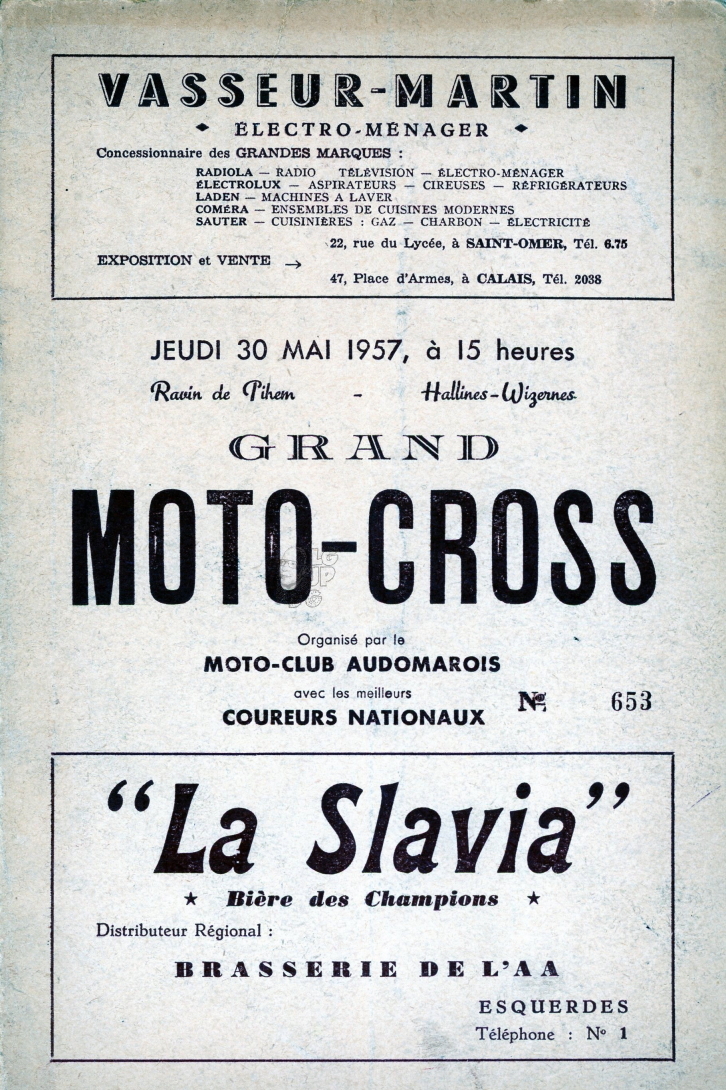 VASSEUR-MARTIN
ÉLECTRO-MÉNAGER
Concessionnaire des GRANDES MARQUES :
RADIOLA — RADIO TÉLÉVISION — ÉLECTRO-MÉNAGER
ÉLECTROLUX — ASPIRATEURS — CIREUSES — RÉFRIGÉRATEURS
LADEN — MACHINES A LAVER
COMÉRA — ENSEMBLES DE CUISINES MODERNES
SAUTER — CUISINIÈRES : GAZ — CHARBON — ÉLECTRICITÉ
22, rue du Lycée, à SAINT-OMER, Tél. 6.75
EXPOSITION et VENTE →
47, Place d'Armes, à CALAIS, Tél. 2038
JEUDI 30 MAI 1957, à 15 heures
Ravin de Pihem - Hallines-Wizernes
GRAND
MOTO-CROSS
Organisé par le
MOTO-CLUB AUDOMAROIS
avec les meilleurs
COUREURS NATIONAUX
№ 653
“La Slavia”
★ Bière des Champions ★
Distributeur Régional :
BRASSERIE DE L'AA
ESQUERDES
Téléphone : Nº 1